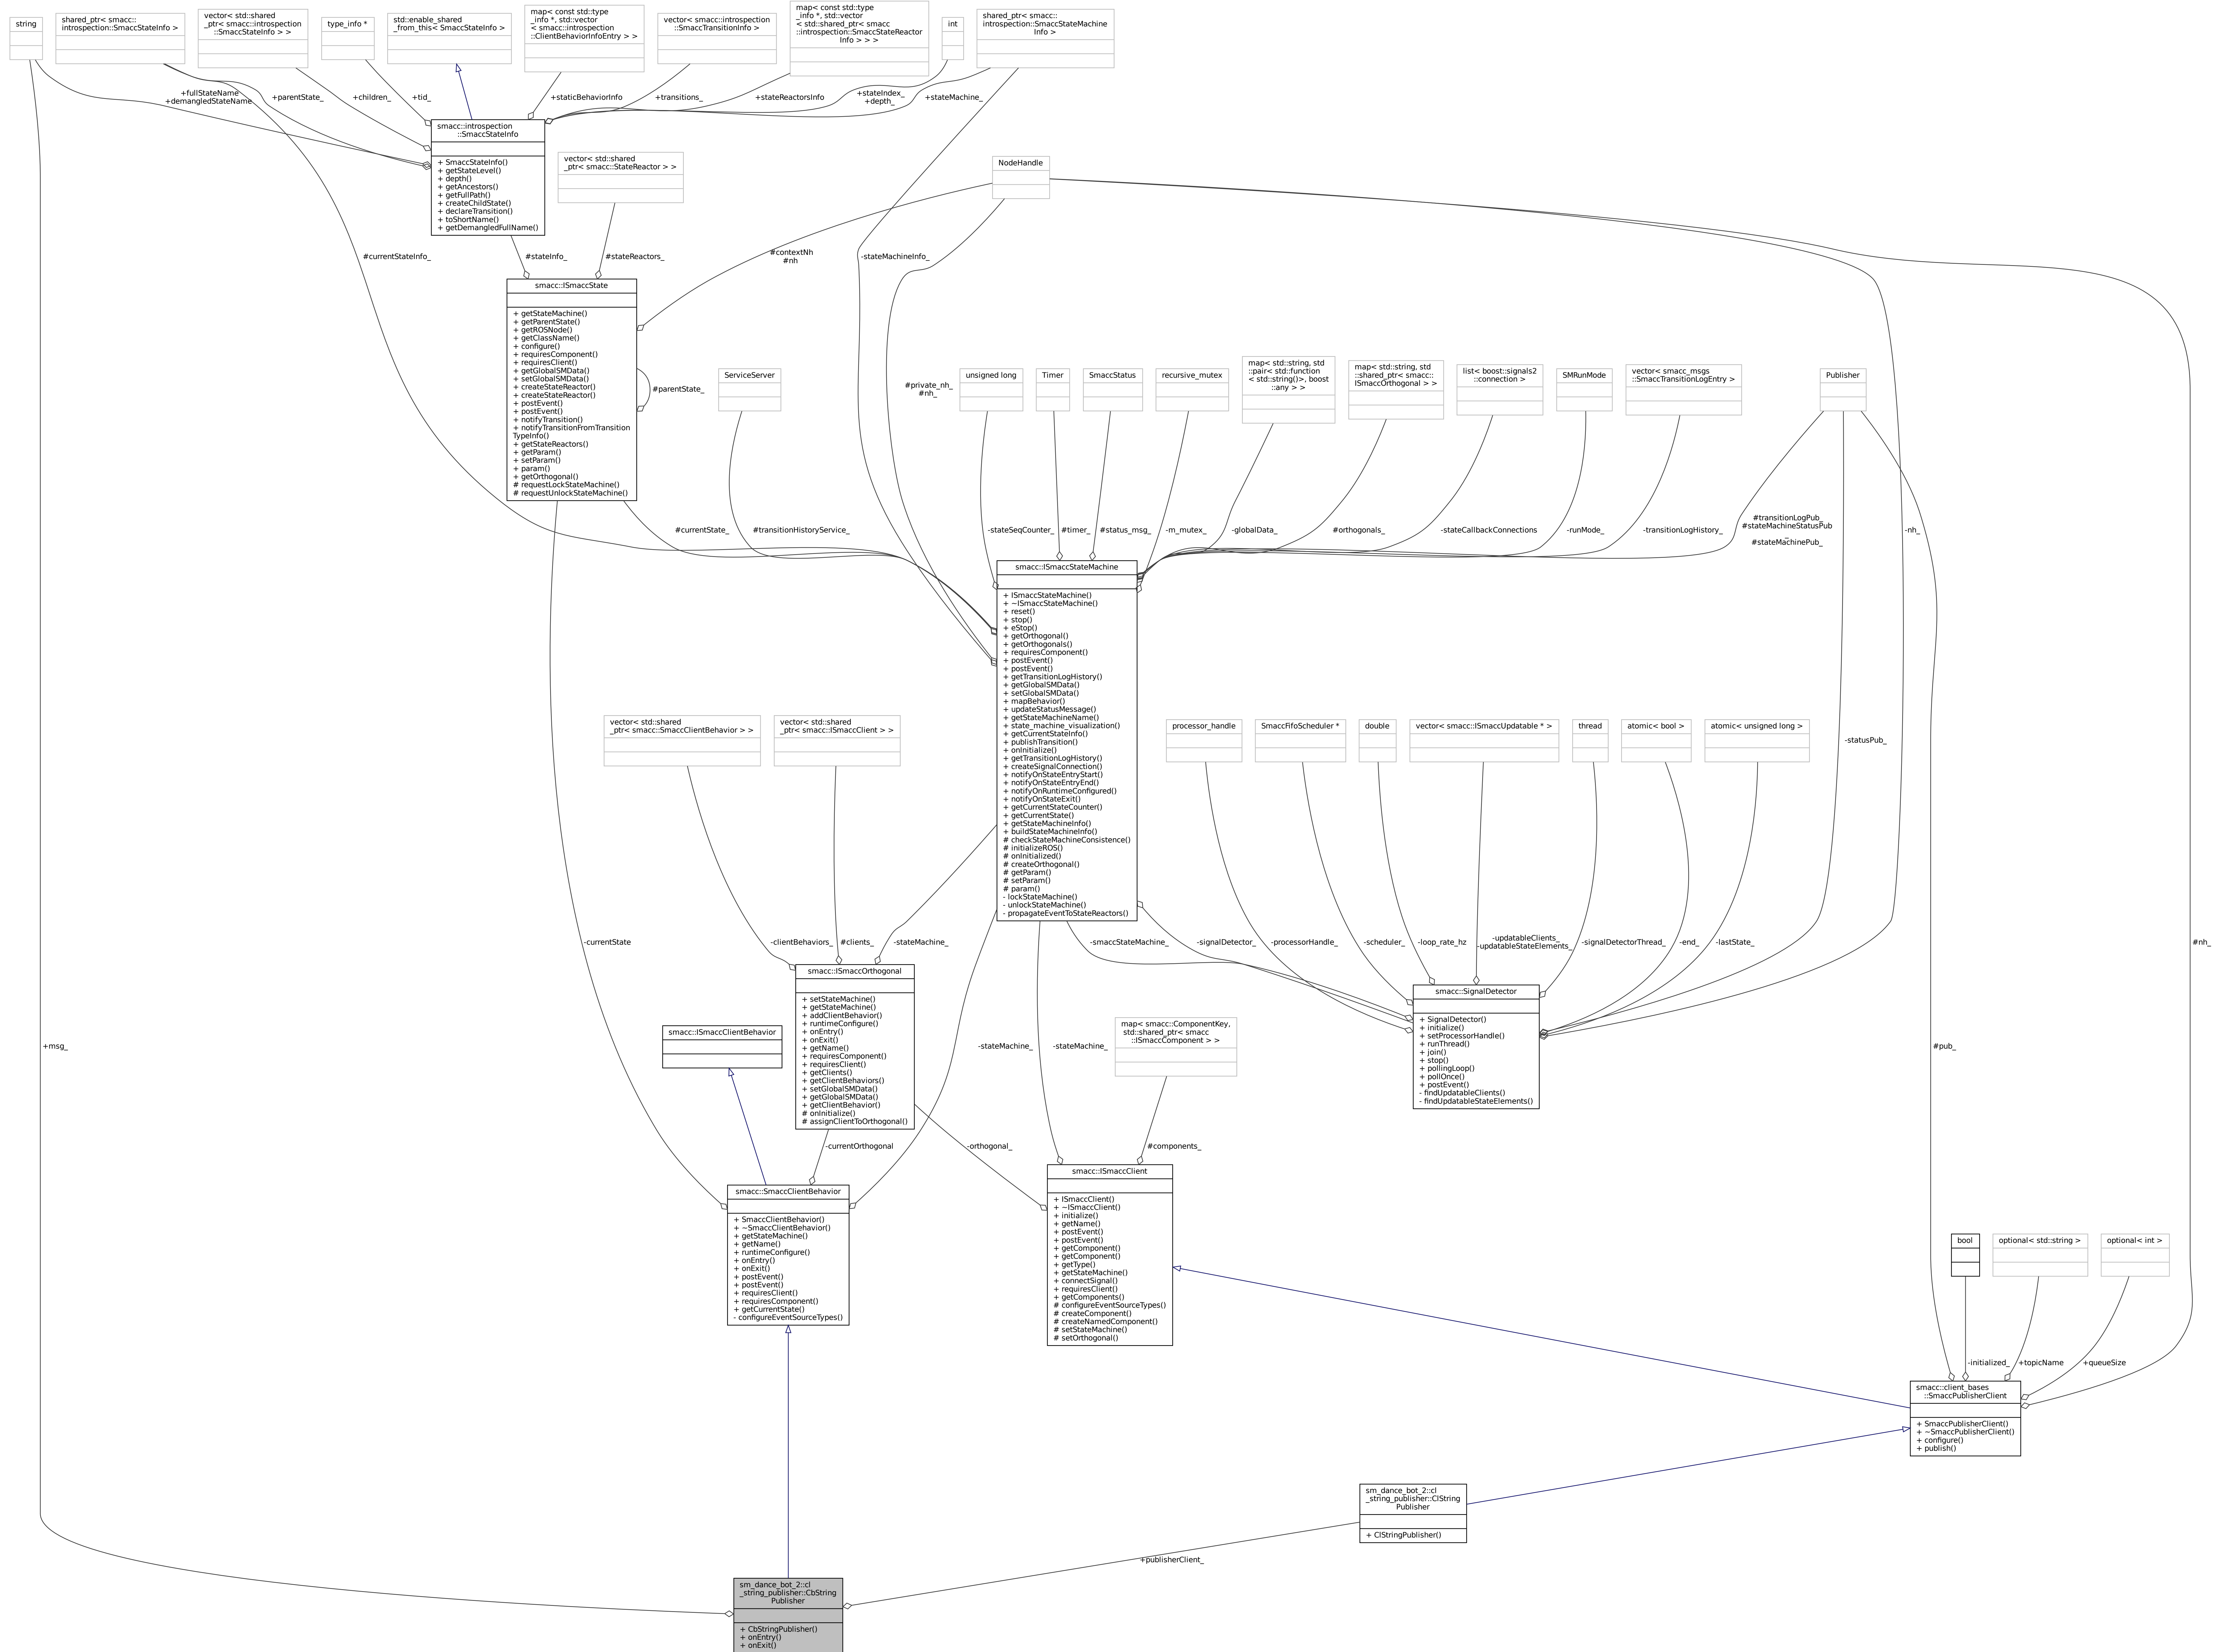 string
shared_ptr< smacc::
introspection::SmaccStateInfo >
vector< std::shared
_ptr< smacc::introspection
::SmaccStateInfo > >
type_info *
std::enable_shared
_from_this< SmaccStateInfo >
map< const std::type
_info *, std::vector
< smacc::introspection
::ClientBehaviorInfoEntry > >
vector< smacc::introspection
::SmaccTransitionInfo >
map< const std::type
_info *, std::vector
< std::shared_ptr< smacc
::introspection::SmaccStateReactor
Info > > >
int
shared_ptr< smacc::
introspection::SmaccStateMachine
Info >
+fullStateName
+demangledStateName
+parentState_
+children_
+tid_
+staticBehaviorInfo
+transitions_
+stateReactorsInfo
+stateIndex_
+depth_
+stateMachine_
smacc::introspection
::SmaccStateInfo
+ SmaccStateInfo()
+ getStateLevel()
+ depth()
+ getAncestors()
+ getFullPath()
+ createChildState()
+ declareTransition()
+ toShortName()
+ getDemangledFullName()
vector< std::shared
_ptr< smacc::StateReactor > >
NodeHandle
#currentStateInfo_
#stateInfo_
#stateReactors_
#contextNh
#nh
-stateMachineInfo_
smacc::ISmaccState
+ getStateMachine()
+ getParentState()
+ getROSNode()
+ getClassName()
+ configure()
+ requiresComponent()
+ requiresClient()
+ getGlobalSMData()
+ setGlobalSMData()
+ createStateReactor()
+ createStateReactor()
+ postEvent()
+ postEvent()
+ notifyTransition()
+ notifyTransitionFromTransition
TypeInfo()
+ getStateReactors()
+ getParam()
+ setParam()
+ param()
+ getOrthogonal()
# requestLockStateMachine()
# requestUnlockStateMachine()
#parentState_
ServiceServer
#private_nh_
#nh_
unsigned long
Timer
SmaccStatus
recursive_mutex
map< std::string, std
::pair< std::function
< std::string()>, boost
::any > >
map< std::string, std
::shared_ptr< smacc::
ISmaccOrthogonal > >
list< boost::signals2
::connection >
SMRunMode
vector< smacc_msgs
::SmaccTransitionLogEntry >
Publisher
#currentState_
#transitionHistoryService_
-stateSeqCounter_
#timer_
#status_msg_
-m_mutex_
-globalData_
#orthogonals_
-stateCallbackConnections
-runMode_
-transitionLogHistory_
#transitionLogPub_
#stateMachineStatusPub
_
#stateMachinePub_
-nh_
smacc::ISmaccStateMachine
+ ISmaccStateMachine()
+ ~ISmaccStateMachine()
+ reset()
+ stop()
+ eStop()
+ getOrthogonal()
+ getOrthogonals()
+ requiresComponent()
+ postEvent()
+ postEvent()
+ getTransitionLogHistory()
+ getGlobalSMData()
+ setGlobalSMData()
+ mapBehavior()
+ updateStatusMessage()
+ getStateMachineName()
+ state_machine_visualization()
+ getCurrentStateInfo()
+ publishTransition()
+ onInitialize()
+ getTransitionLogHistory()
+ createSignalConnection()
+ notifyOnStateEntryStart()
+ notifyOnStateEntryEnd()
+ notifyOnRuntimeConfigured()
+ notifyOnStateExit()
+ getCurrentStateCounter()
+ getCurrentState()
+ getStateMachineInfo()
+ buildStateMachineInfo()
# checkStateMachineConsistence()
# initializeROS()
# onInitialized()
# createOrthogonal()
# getParam()
# setParam()
# param()
- lockStateMachine()
- unlockStateMachine()
- propagateEventToStateReactors()
vector< std::shared
_ptr< smacc::SmaccClientBehavior > >
vector< std::shared
_ptr< smacc::ISmaccClient > >
processor_handle
SmaccFifoScheduler *
double
vector< smacc::ISmaccUpdatable * >
thread
atomic< bool >
atomic< unsigned long >
-statusPub_
-currentState
-clientBehaviors_
#clients_
-stateMachine_
-smaccStateMachine_
-signalDetector_
-processorHandle_
-scheduler_
-loop_rate_hz
-updatableClients_
-updatableStateElements_
-signalDetectorThread_
-end_
-lastState_
#nh_
smacc::ISmaccOrthogonal
+ setStateMachine()
+ getStateMachine()
+ addClientBehavior()
+ runtimeConfigure()
+ onEntry()
+ onExit()
+ getName()
+ requiresComponent()
+ requiresClient()
+ getClients()
+ getClientBehaviors()
+ setGlobalSMData()
+ getGlobalSMData()
+ getClientBehavior()
# onInitialize()
# assignClientToOrthogonal()
smacc::SignalDetector
+ SignalDetector()
+ initialize()
+ setProcessorHandle()
+ runThread()
+ join()
+ stop()
+ pollingLoop()
+ pollOnce()
+ postEvent()
- findUpdatableClients()
- findUpdatableStateElements()
smacc::ISmaccClientBehavior
map< smacc::ComponentKey,
std::shared_ptr< smacc
::ISmaccComponent > >
+msg_
-stateMachine_
-stateMachine_
#pub_
-currentOrthogonal
-orthogonal_
#components_
smacc::SmaccClientBehavior
+ SmaccClientBehavior()
+ ~SmaccClientBehavior()
+ getStateMachine()
+ getName()
+ runtimeConfigure()
+ onEntry()
+ onExit()
+ postEvent()
+ postEvent()
+ requiresClient()
+ requiresComponent()
+ getCurrentState()
- configureEventSourceTypes()
smacc::ISmaccClient
+ ISmaccClient()
+ ~ISmaccClient()
+ initialize()
+ getName()
+ postEvent()
+ postEvent()
+ getComponent()
+ getComponent()
+ getType()
+ getStateMachine()
+ connectSignal()
+ requiresClient()
+ getComponents()
# configureEventSourceTypes()
# createComponent()
# createNamedComponent()
# setStateMachine()
# setOrthogonal()
bool
optional< std::string >
optional< int >
-initialized_
+topicName
+queueSize
smacc::client_bases
::SmaccPublisherClient
+ SmaccPublisherClient()
+ ~SmaccPublisherClient()
+ configure()
+ publish()
sm_dance_bot_2::cl
_string_publisher::ClString
Publisher
+ ClStringPublisher()
+publisherClient_
sm_dance_bot_2::cl
_string_publisher::CbString
Publisher
+ CbStringPublisher()
+ onEntry()
+ onExit()